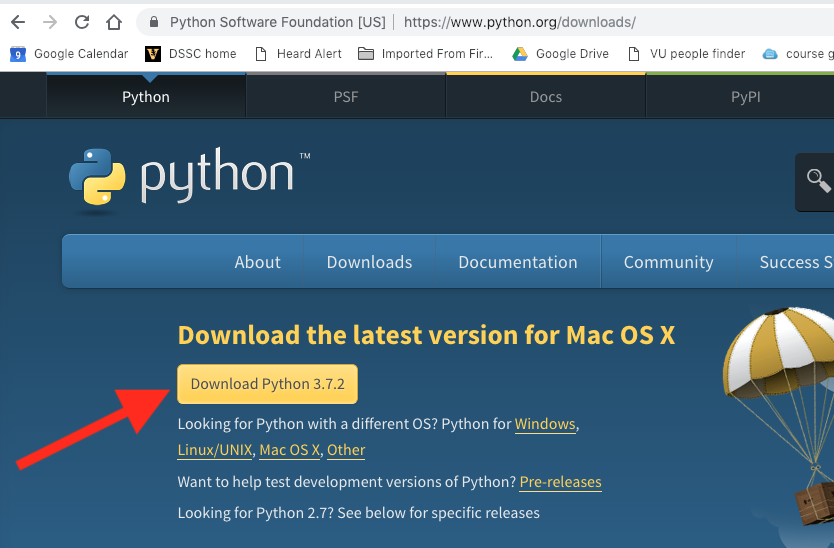 Python Software Foundation [US] | https://www.python.org/downloads/
9 Google Calendar V DSSC home Heard Alert Imported From Fir... Google Drive VU people finder course g
Python PSF Docs PyPI
python™
About Downloads Documentation Community Success S
Download the latest version for Mac OS X
Download Python 3.7.2
Looking for Python with a different OS? Python for Windows,
Linux/UNIX, Mac OS X, Other
Want to help test development versions of Python? Pre-releases
Looking for Python 2.7? See below for specific releases